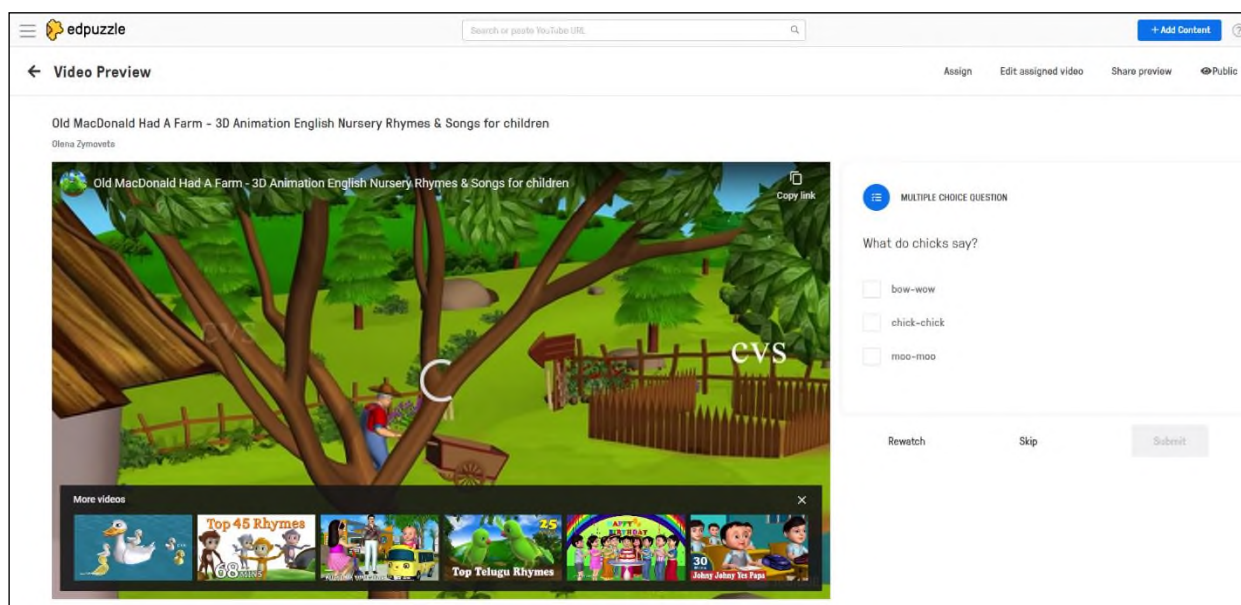 edpuzzle
Search or paste YouTube URL
+ Add Content
Video Preview
Assign
Edit assigned video
Share preview
Public
Old MacDonald Had A Farm - 3D Animation English Nursery Rhymes & Songs for children
Olena Zymovets
Old MacDonald Had A Farm - 3D Animation English Nursery Rhymes & Songs for children
Copy link
cvs
cvs
MULTIPLE CHOICE QUESTION
What do chicks say?
bow-wow
chick-chick
moo-moo
Rewatch
Skip
Submit
More videos
Top 45 Rhymes
68 MINS
25
Top Telugu Rhymes
HAPPY
BIRTHDAY
30
Johny Johny Yes Papa